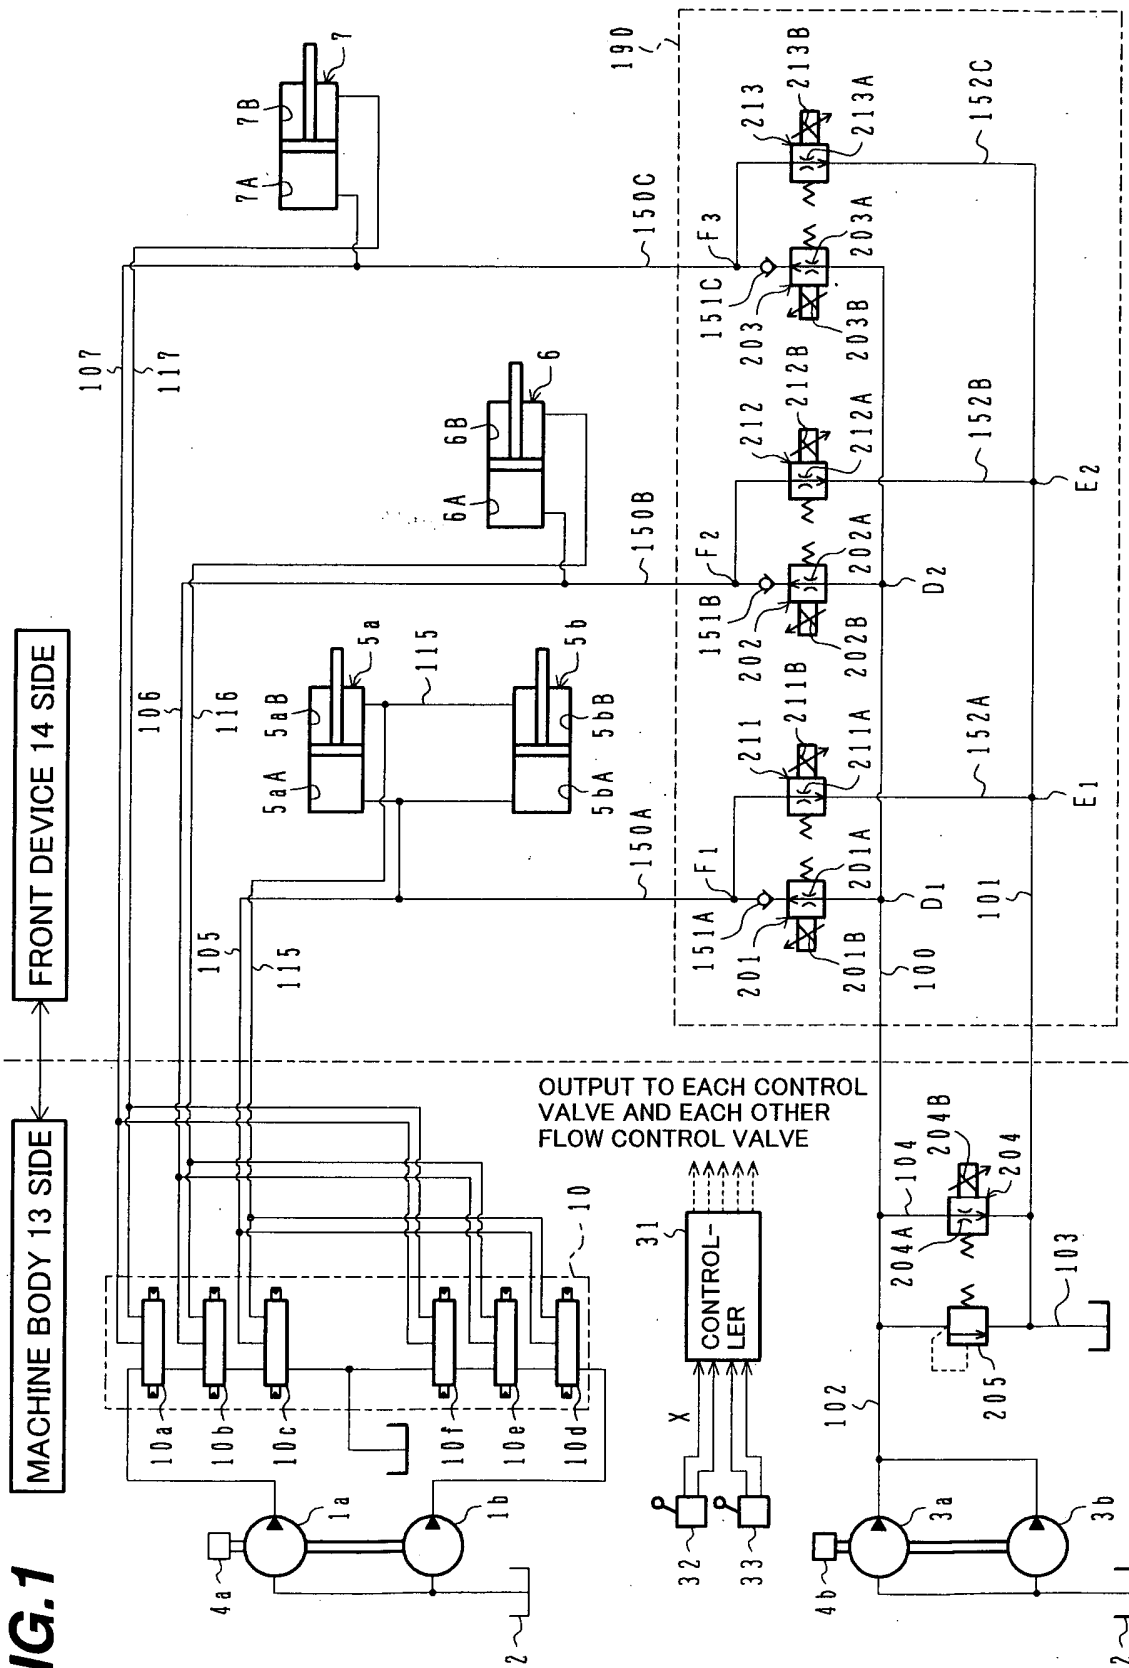 IG.1
MACHINE BODY 13 SIDE
FRONT DEVICE 14 SIDE
107
117
106
116
105
115
7A
7B
7
6A
6B
6
5aA
5aB
5a
115
5bA
5bB
5b
150A
150B
150C
10
10a
10b
10c
10f
10e
10d
4a
1a
1b
2
OUTPUT TO EACH CONTROL
VALVE AND EACH OTHER
FLOW CONTROL VALVE
31
CONTROL-
LER
X
32
33
190
F1
151A
201
201A
201B
211
211B
211A
F2
151B
202
202A
202B
212
212B
212A
F3
151C
203
203A
203B
213
213B
213A
152A
152B
152C
D1
D2
E1
E2
100
101
102
103
104
204
204A
204B
205
4b
3a
3b
2